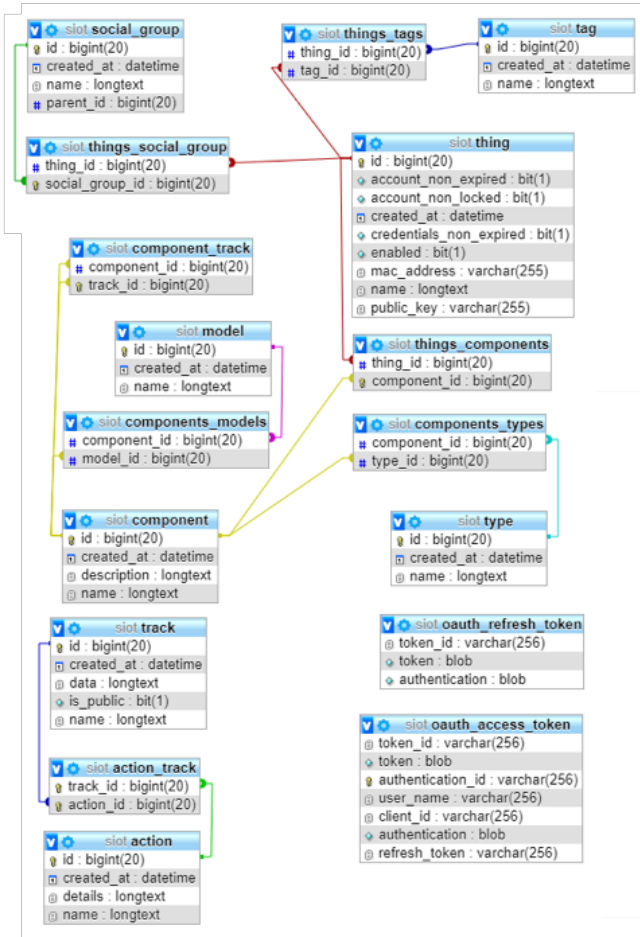 siot social_group
id : bigint(20)
created_at : datetime
name : longtext
parent_id : bigint(20)
siot things_tags
thing_id : bigint(20)
tag_id : bigint(20)
siot tag
id : bigint(20)
created_at : datetime
name : longtext
siot things_social_group
thing_id : bigint(20)
social_group_id : bigint(20)
siot thing
id : bigint(20)
account_non_expired : bit(1)
account_non_locked : bit(1)
created_at : datetime
credentials_non_expired : bit(1)
enabled : bit(1)
mac_address : varchar(255)
name : longtext
public_key : varchar(255)
siot component_track
component_id : bigint(20)
track_id : bigint(20)
siot model
id : bigint(20)
created_at : datetime
name : longtext
siot things_components
thing_id : bigint(20)
component_id : bigint(20)
siot components_models
component_id : bigint(20)
model_id : bigint(20)
siot components_types
component_id : bigint(20)
type_id : bigint(20)
siot component
id : bigint(20)
created_at : datetime
description : longtext
name : longtext
siot type
id : bigint(20)
created_at : datetime
name : longtext
siot track
id : bigint(20)
created_at : datetime
data : longtext
is_public : bit(1)
name : longtext
siot oauth_refresh_token
token_id : varchar(256)
token : blob
authentication : blob
siot oauth_access_token
token_id : varchar(256)
token : blob
authentication_id : varchar(256)
user_name : varchar(256)
client_id : varchar(256)
authentication : blob
refresh_token : varchar(256)
siot action_track
track_id : bigint(20)
action_id : bigint(20)
siot action
id : bigint(20)
created_at : datetime
details : longtext
name : longtext